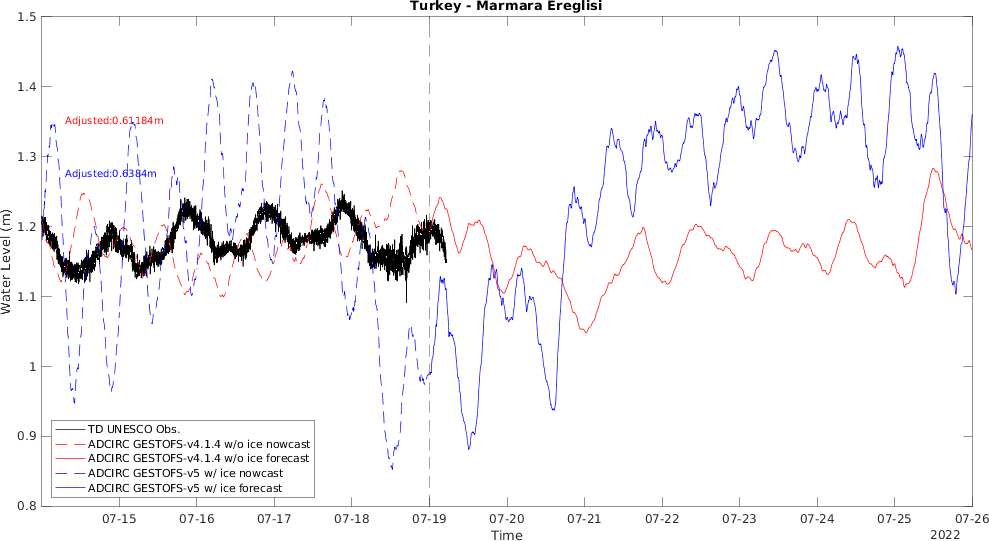 Turkey - Marmara Ereglisi
1.5
1.4
1.3
1.2
1.1
1
0.9
0.8
Water Level (m)
Adjusted:0.61184m
Adjusted:0.6384m
TD UNESCO Obs.
ADCIRC GESTOFS-v4.1.4 w/o ice nowcast
ADCIRC GESTOFS-v4.1.4 w/o ice forecast
ADCIRC GESTOFS-v5 w/ ice nowcast
ADCIRC GESTOFS-v5 w/ ice forecast
07-15 07-16 07-17 07-18 07-19 07-20 07-21 07-22 07-23 07-24 07-25 07-26
Time
2022